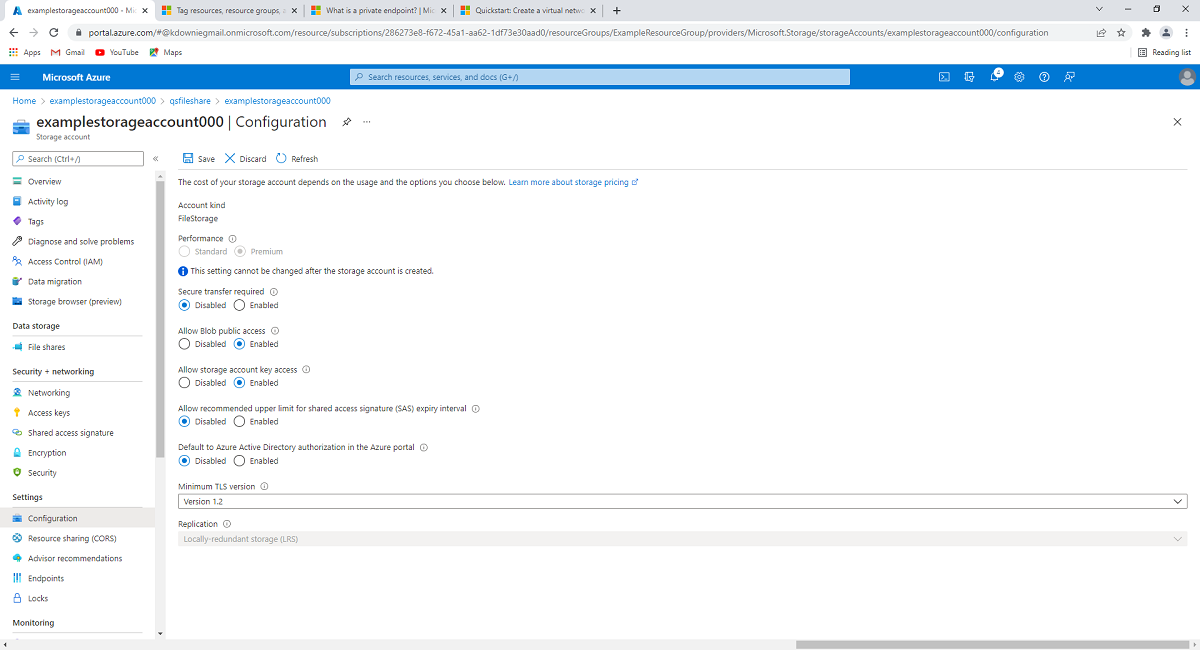 examplestorageaccount000 - Mic
Tag resources, resource groups, a
What is a private endpoint? | Mic
Quickstart: Create a virtual netwo
portal.azure.com/#@kdowniegmail.onmicrosoft.com/resource/subscriptions/286273e8-f672-45a1-aa62-1df73e30aad0/resourceGroups/ExampleResourceGroup/providers/Microsoft.Storage/storageAccounts/examplestorageaccount000/configuration
Apps Gmail YouTube Maps Reading list
Microsoft Azure Search resources, services, and docs (G+/) 4
Home > examplestorageaccount000 > qsfileshare > examplestorageaccount000
examplestorageaccount000 | Configuration ...
Storage account
Search (Ctrl+/) «
Overview
Activity log
Tags
Diagnose and solve problems
Access Control (IAM)
Data migration
Storage browser (preview)
Data storage
File shares
Security + networking
Networking
Access keys
Shared access signature
Encryption
Security
Settings
Configuration
Resource sharing (CORS)
Advisor recommendations
Endpoints
Locks
Monitoring
Save Discard Refresh
The cost of your storage account depends on the usage and the options you choose below. Learn more about storage pricing
Account kind
FileStorage
Performance
Standard Premium
This setting cannot be changed after the storage account is created.
Secure transfer required
Disabled Enabled
Allow Blob public access
Disabled Enabled
Allow storage account key access
Disabled Enabled
Allow recommended upper limit for shared access signature (SAS) expiry interval
Disabled Enabled
Default to Azure Active Directory authorization in the Azure portal
Disabled Enabled
Minimum TLS version
Version 1.2
Replication
Locally-redundant storage (LRS)